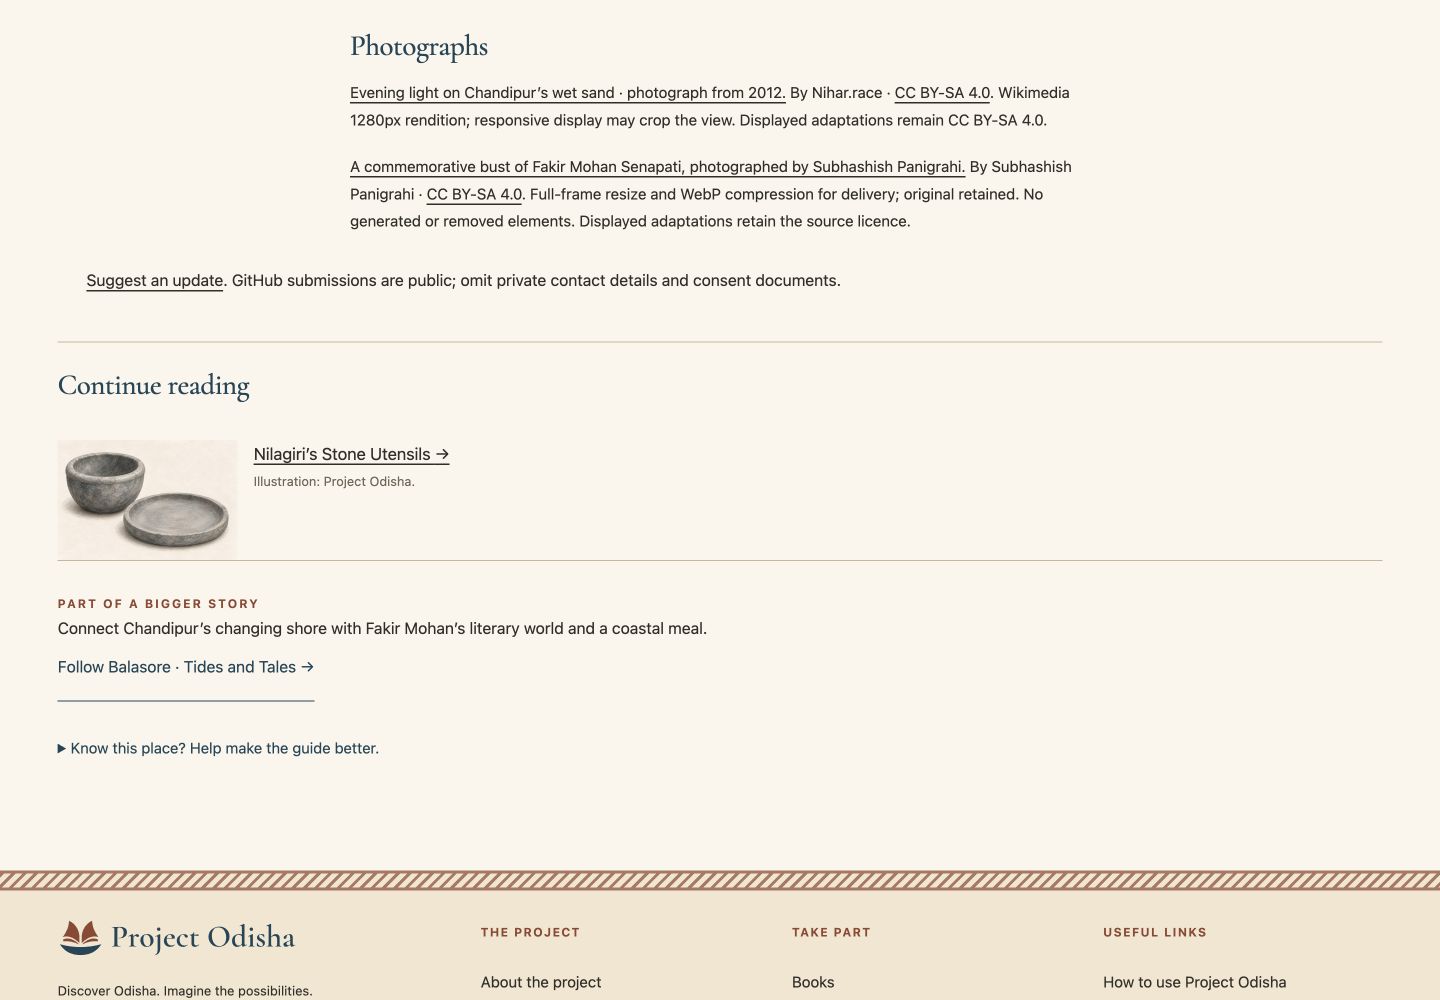 Photographs
Evening light on Chandipur’s wet sand · photograph from 2012. By Nihar.race · CC BY-SA 4.0. Wikimedia
1280px rendition; responsive display may crop the view. Displayed adaptations remain CC BY-SA 4.0.
A commemorative bust of Fakir Mohan Senapati, photographed by Subhashish Panigrahi. By Subhashish
Panigrahi · CC BY-SA 4.0. Full-frame resize and WebP compression for delivery; original retained. No
generated or removed elements. Displayed adaptations retain the source licence.
Suggest an update. GitHub submissions are public; omit private contact details and consent documents.
Continue reading
Nilagiri’s Stone Utensils →
Illustration: Project Odisha.
PART OF A BIGGER STORY
Connect Chandipur’s changing shore with Fakir Mohan’s literary world and a coastal meal.
Follow Balasore · Tides and Tales →
Know this place? Help make the guide better.
Project Odisha
Discover Odisha. Imagine the possibilities.
THE PROJECT
About the project
TAKE PART
Books
USEFUL LINKS
How to use Project Odisha